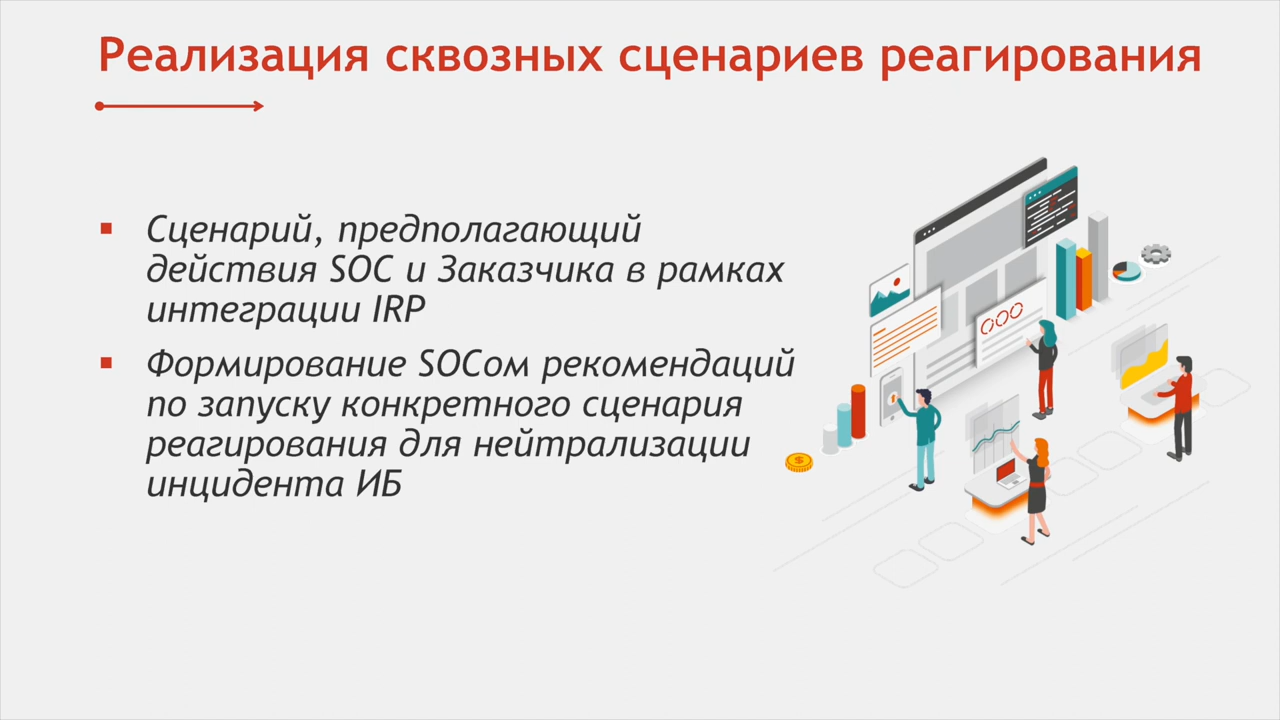 Реализация сквозных сценариев реагирования
Сценарий, предполагающий
действия SOC и Заказчика в рамках
интеграции IRP
Формирование SOCом рекомендаций
по запуску конкретного сценария
реагирования для нейтрализации
инцидента ИБ